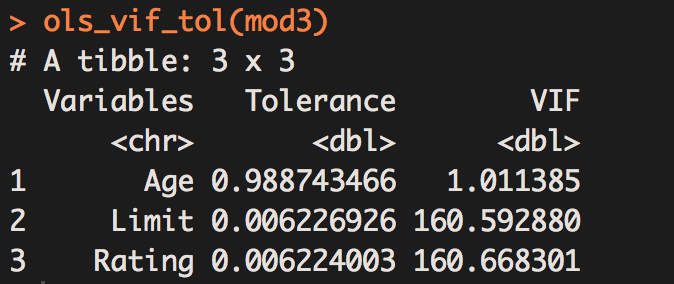 > ols_vif_tol(mod3)
# A tibble: 3 x 3
  Variables   Tolerance        VIF
      <chr>       <dbl>      <dbl>
1       Age 0.988743466   1.011385
2     Limit 0.006226926 160.592880
3    Rating 0.006224003 160.668301